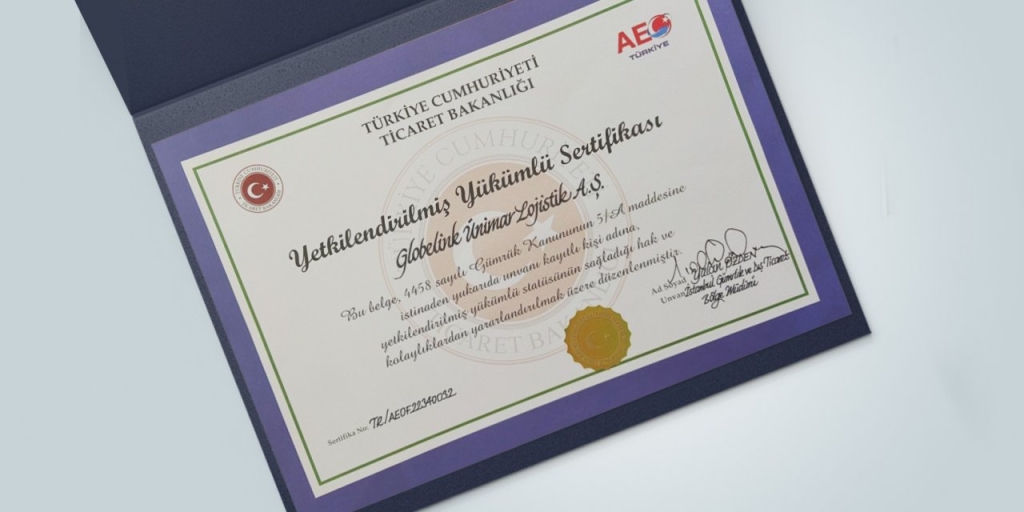 AEO
TÜRKİYE
TÜRKİYE CUMHURİYETİ
TİCARET BAKANLIĞI
Yetkilendirilmiş Yükümlü Sertifikası
Globelink Ünimar Lojistik A.Ş.
Bu belge, 4458 sayılı Gümrük Kanununun 5/A maddesine
istinaden yukarıda unvanı kayıtlı kişi adına,
yetkilendirilmiş yükümlü statüsünün sağladığı hak ve
kolaylıklardan yararlandırılmak üzere düzenlenmiştir.
Ad Soyad
Unvan İstanbul Gümrük ve Dış Ticaret
Bölge Müdürü
Sertifika No. TR/AEOF22340032